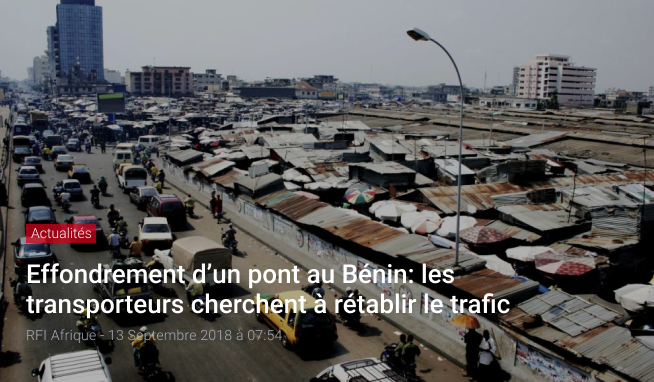 Actualités
Effondrement d’un pont au Bénin: les
transporteurs cherchent à rétablir le trafic
RFI Afrique - 13 Septembre 2018 à 07:54